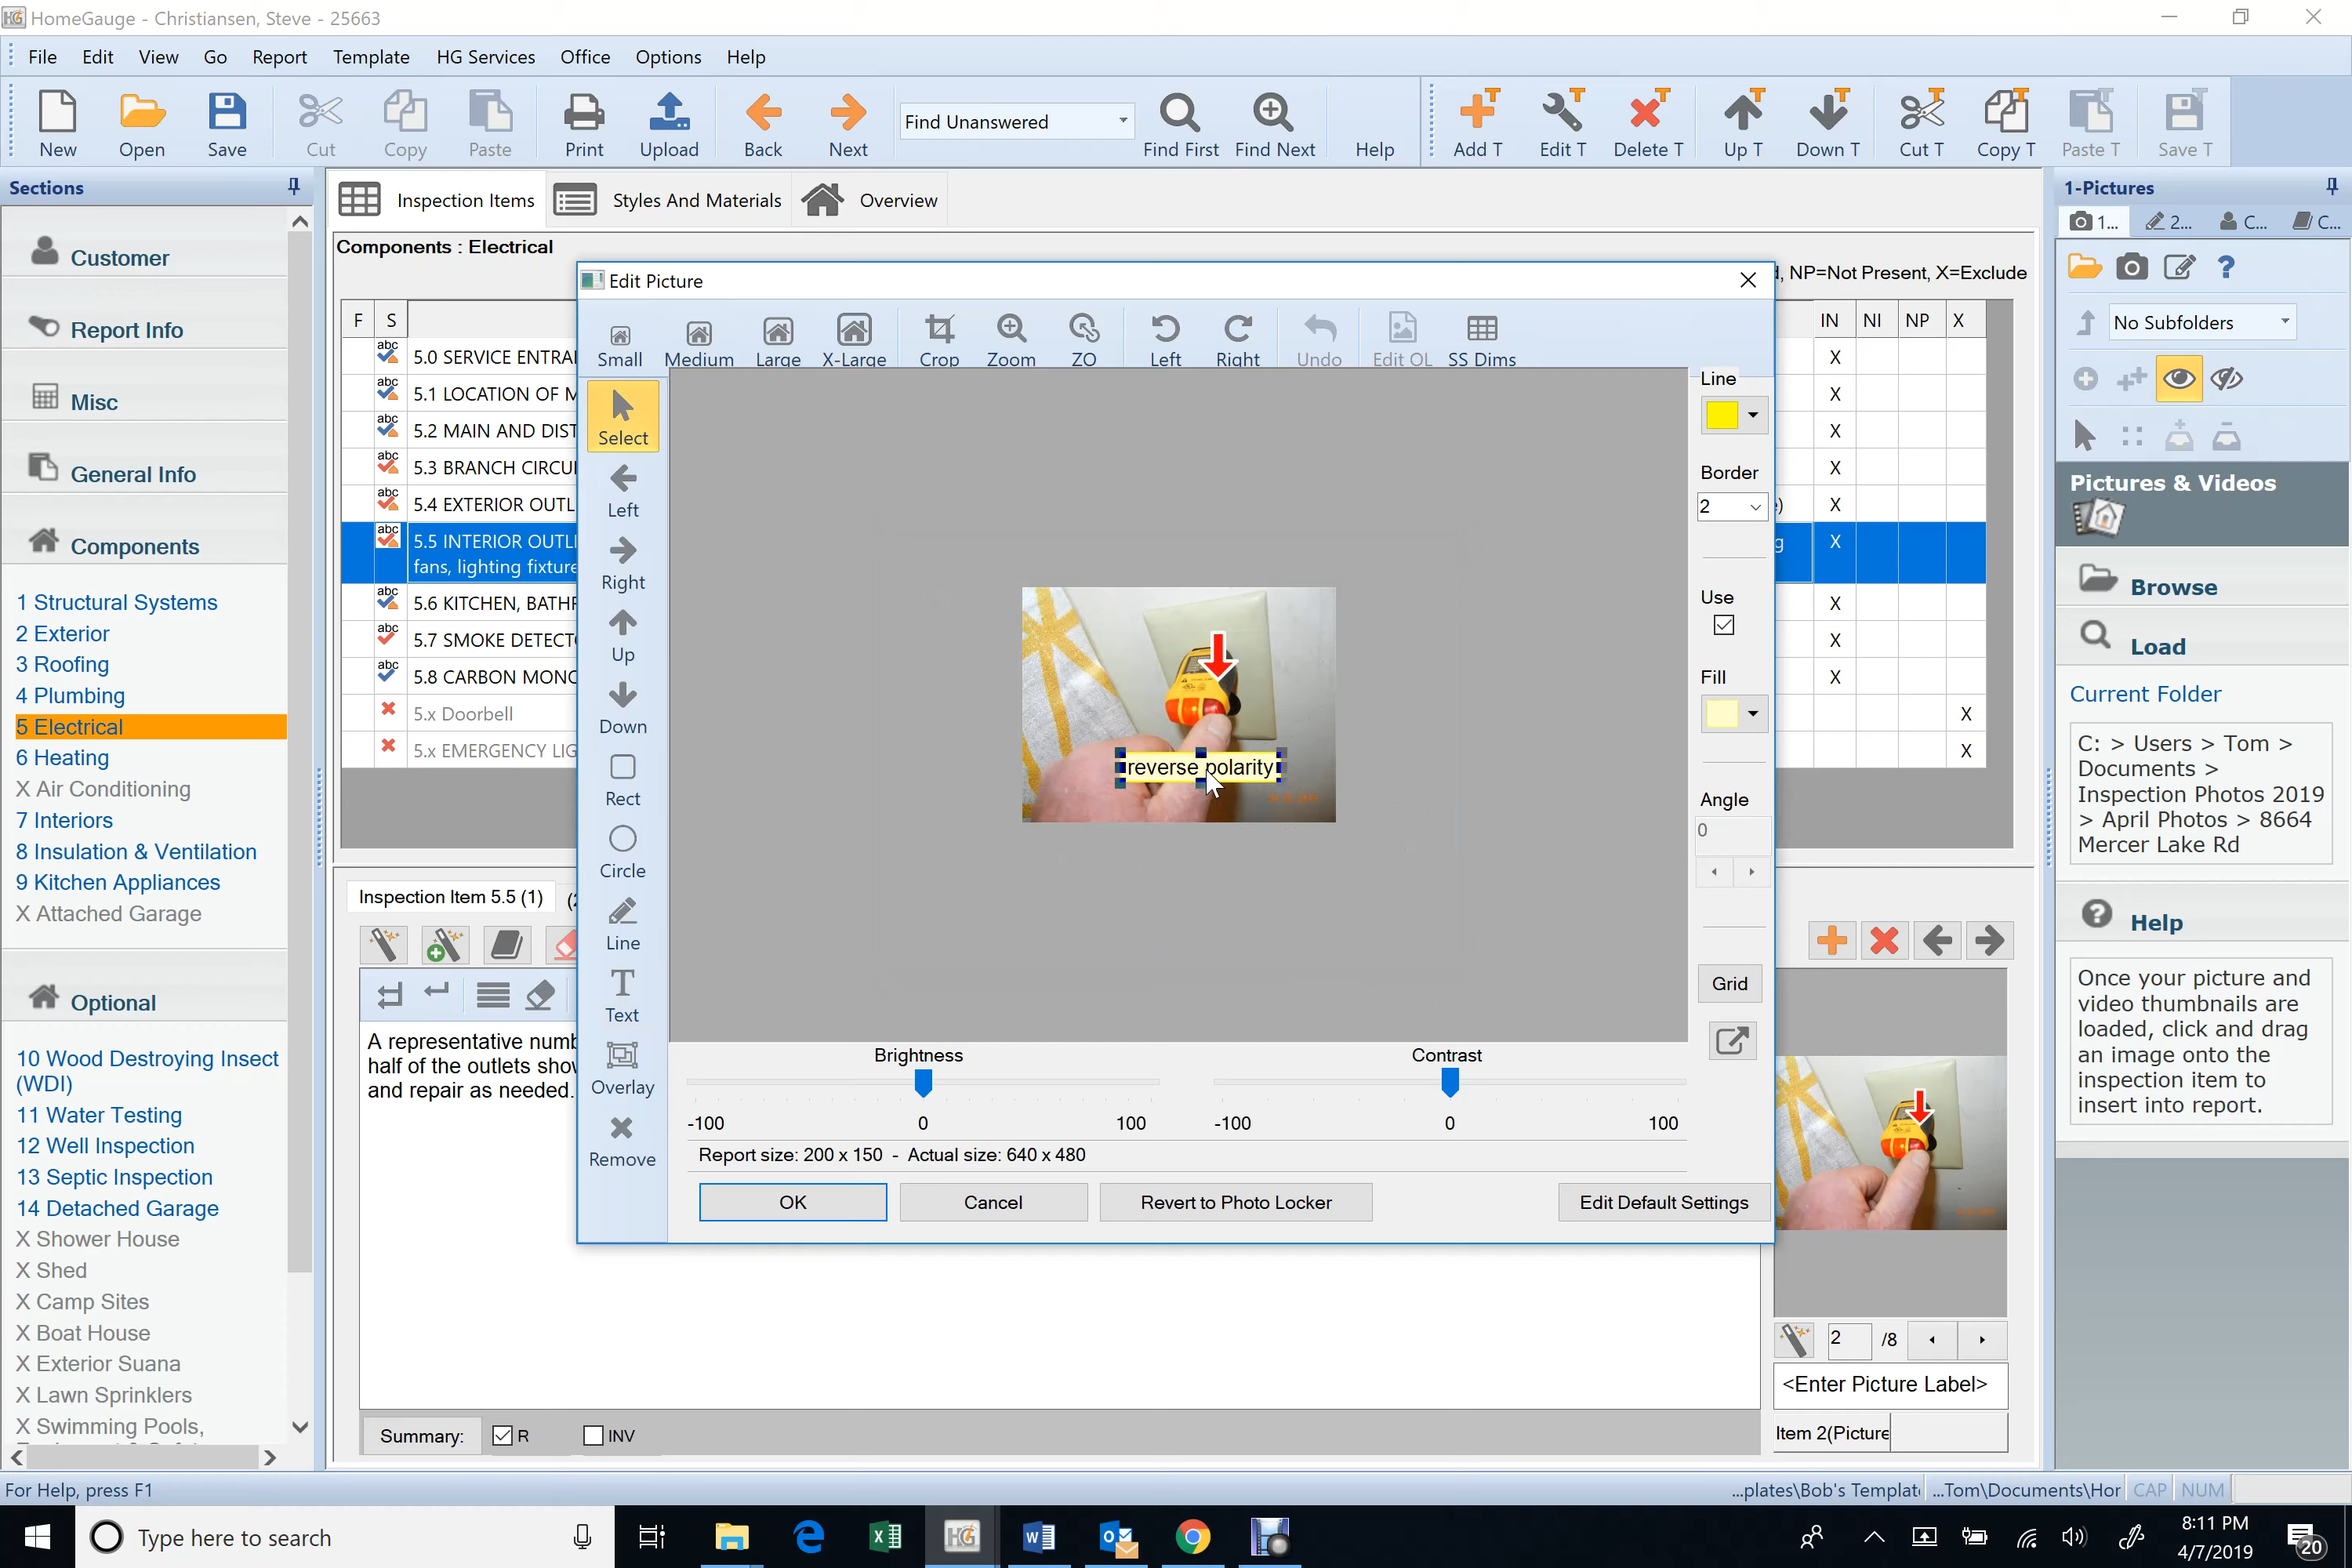 HomeGauge - Christiansen, Steve - 25663
File Edit View Go Report Template HG Services Office Options Help
New Open Save Cut Copy Paste Print Upload Back Next Find Unanswered Find First Find Next Help Add T Edit T Delete T Up T Down T Cut T Copy T Paste T Save T
Sections
Customer
Report Info
Misc
General Info
Components
1 Structural Systems
2 Exterior
3 Roofing
4 Plumbing
5 Electrical
6 Heating
X Air Conditioning
7 Interiors
8 Insulation & Ventilation
9 Kitchen Appliances
X Attached Garage
Optional
10 Wood Destroying Insect
(WDI)
11 Water Testing
12 Well Inspection
13 Septic Inspection
14 Detached Garage
X Shower House
X Shed
X Camp Sites
X Boat House
X Exterior Suana
X Lawn Sprinklers
X Swimming Pools,
Inspection Items Styles And Materials Overview
Components : Electrical
, NP=Not Present, X=Exclude
F S IN NI NP X
5.0 SERVICE ENTRA X
5.1 LOCATION OF M X
5.2 MAIN AND DIST X
5.3 BRANCH CIRCUI X
5.4 EXTERIOR OUTL ) X
5.5 INTERIOR OUTLI g X
fans, lighting fixture
5.6 KITCHEN, BATHR X
5.7 SMOKE DETECTO X
5.8 CARBON MONO X
5.x Doorbell X
5.x EMERGENCY LIG X
Edit Picture
Small Medium Large X-Large Crop Zoom ZO Left Right Undo Edit OL SS Dims
Select
Left
Right
Up
Down
Rect
Circle
Line
Text
Overlay
Remove
reverse polarity
Line
Border
2
Use
Fill
Angle
0
Grid
Brightness Contrast
-100 0 100 -100 0 100
Report size: 200 x 150 - Actual size: 640 x 480
OK Cancel Revert to Photo Locker Edit Default Settings
Inspection Item 5.5 (1) (2
A representative numb
half of the outlets show
and repair as needed.
Summary: R INV
2 /8
<Enter Picture Label>
Item 2(Picture
1-Pictures
1... 2... C... C...
No Subfolders
Pictures & Videos
Browse
Load
Current Folder
C: > Users > Tom >
Documents >
Inspection Photos 2019
> April Photos > 8664
Mercer Lake Rd
Help
Once your picture and
video thumbnails are
loaded, click and drag
an image onto the
inspection item to
insert into report.
For Help, press F1 ...plates\Bob's Templat ...Tom\Documents\Hor CAP NUM
Type here to search
8:11 PM
4/7/2019
20